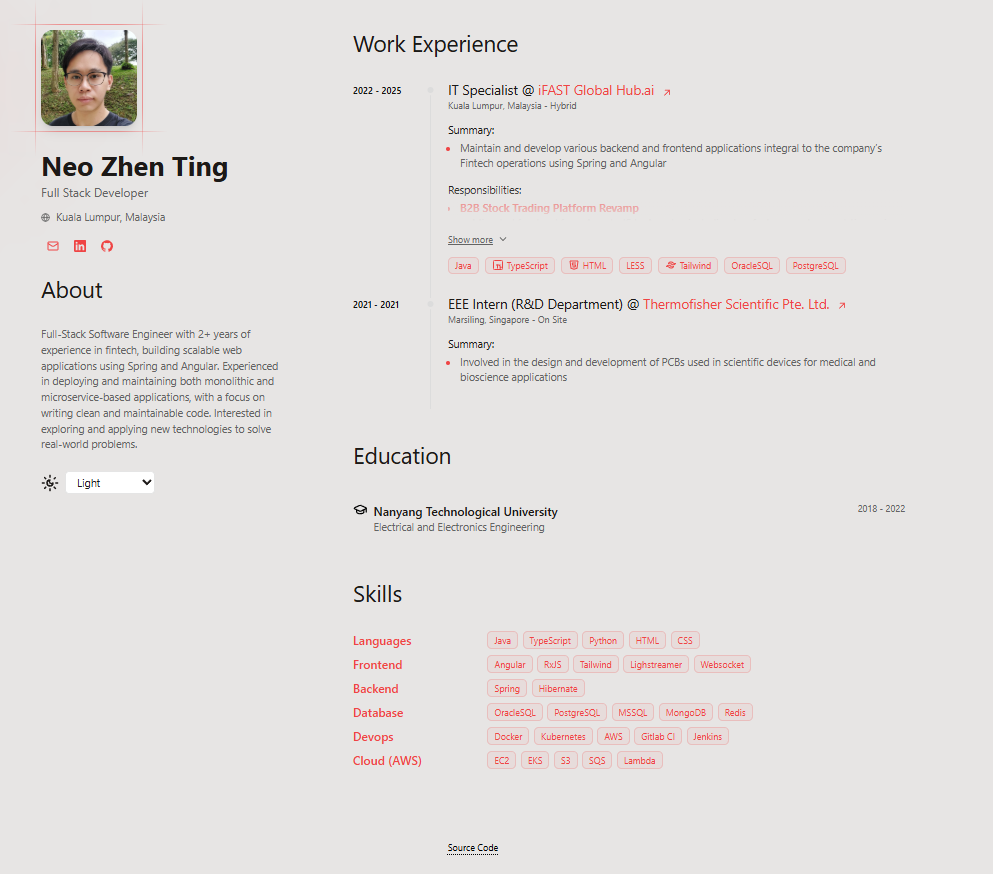 Neo Zhen Ting
Full Stack Developer
Kuala Lumpur, Malaysia
About
Full-Stack Software Engineer with 2+ years of
experience in fintech, building scalable web
applications using Spring and Angular. Experienced
in deploying and maintaining both monolithic and
microservice-based applications, with a focus on
writing clean and maintainable code. Interested in
exploring and applying new technologies to solve
real-world problems.
Light
Work Experience
2022 - 2025
IT Specialist @ iFAST Global Hub.ai
Kuala Lumpur, Malaysia - Hybrid
Summary:
Maintain and develop various backend and frontend applications integral to the company's
Fintech operations using Spring and Angular
Responsibilities:
B2B Stock Trading Platform Revamp
Show more
Java TypeScript HTML LESS Tailwind OracleSQL PostgreSQL
2021 - 2021
EEE Intern (R&D Department) @ Thermofisher Scientific Pte. Ltd.
Marsiling, Singapore - On Site
Summary:
Involved in the design and development of PCBs used in scientific devices for medical and
bioscience applications
Education
Nanyang Technological University 2018 - 2022
Electrical and Electronics Engineering
Skills
Languages Java TypeScript Python HTML CSS
Frontend Angular RxJS Tailwind Lighstreamer Websocket
Backend Spring Hibernate
Database OracleSQL PostgreSQL MSSQL MongoDB Redis
Devops Docker Kubernetes AWS Gitlab CI Jenkins
Cloud (AWS) EC2 EKS S3 SQS Lambda
Source Code